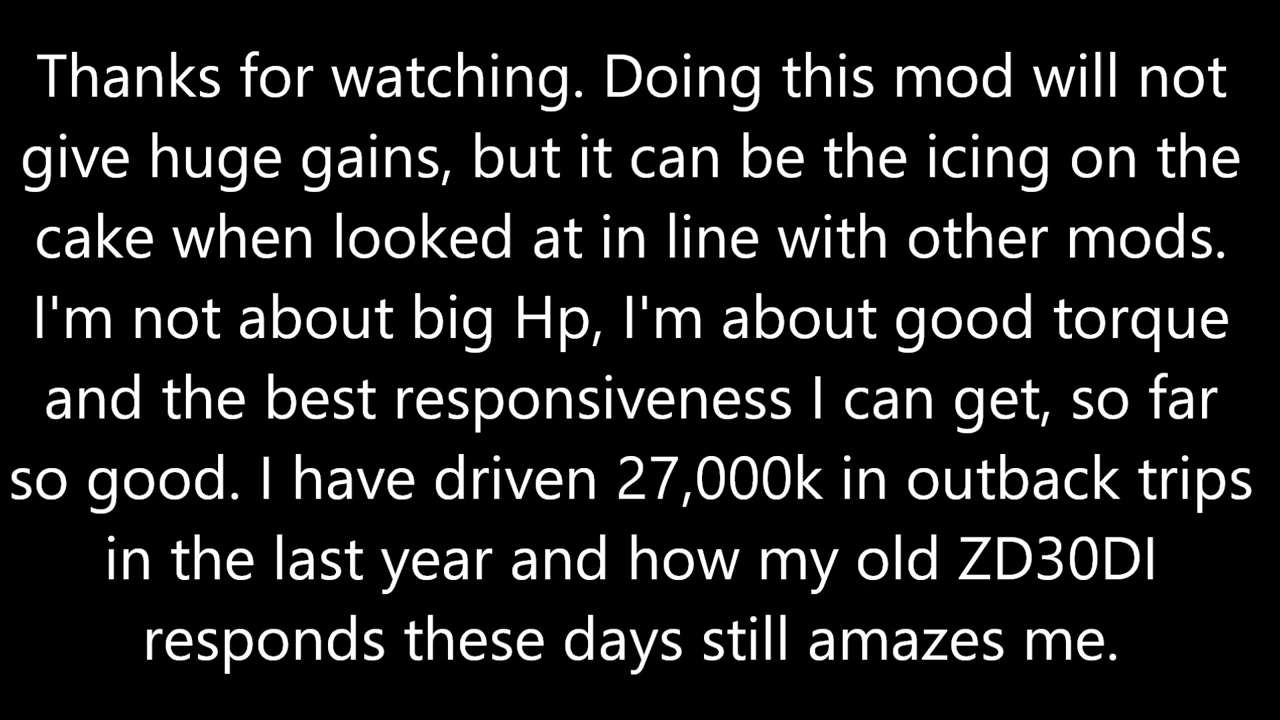 Thanks for watching. Doing this mod will not
give huge gains, but it can be the icing on the
cake when looked at in line with other mods.
I'm not about big Hp, I'm about good torque
and the best responsiveness I can get, so far
so good. I have driven 27,000k in outback trips
in the last year and how my old ZD30DI
responds these days still amazes me.